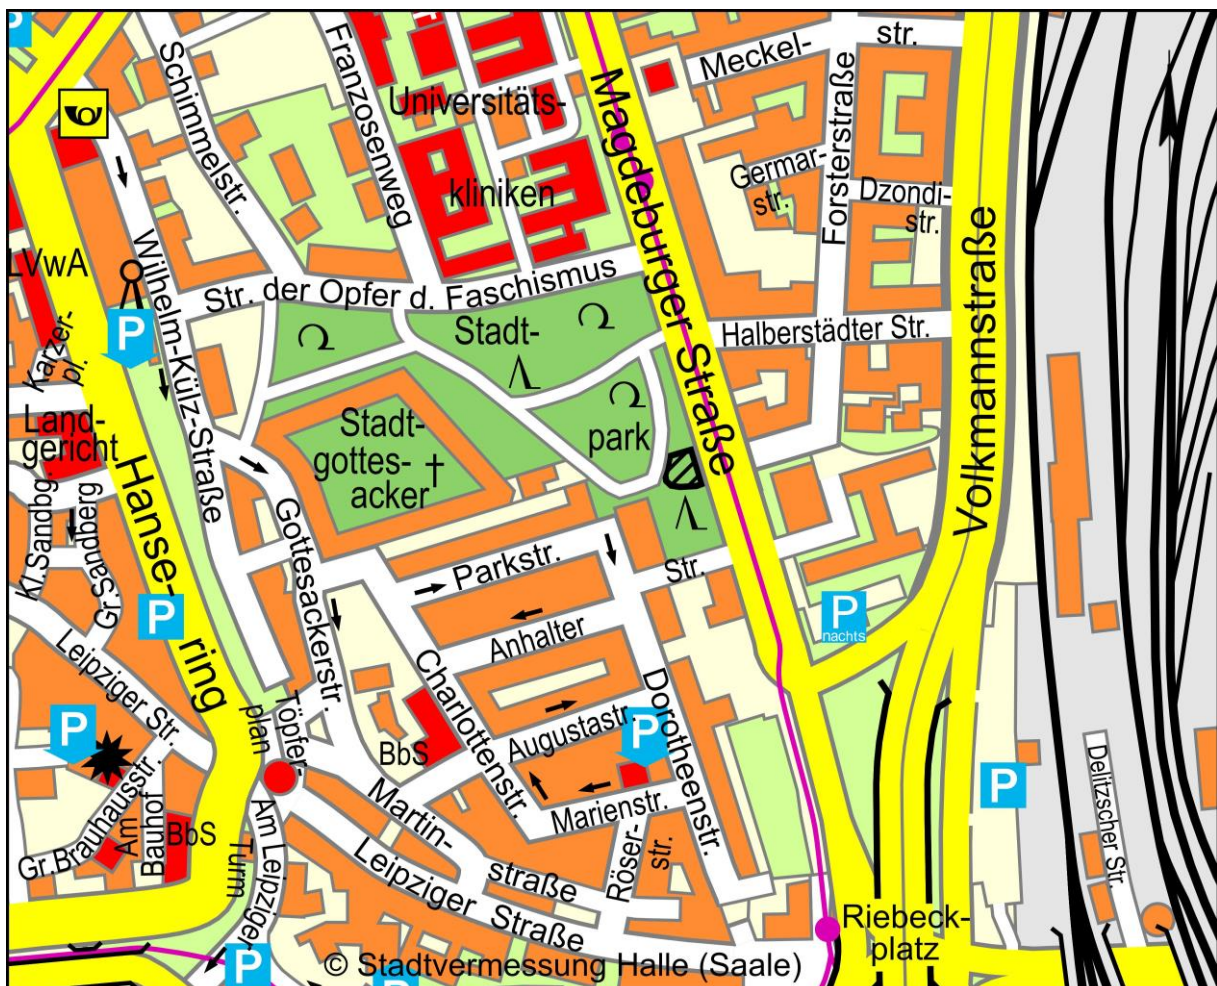 P
Schimmelstr.
Franzosenweg
Universitäts-
kliniken
Magdeburger Straße
Meckel-
str.
Germar-
str.
Forsterstraße
Dzondi-
str.
Volkmannstraße
LVwA
Wilhelm-Külz-Straße
P
Karzer-
pl.
Str. der Opfer d. Faschismus
Halberstädter Str.
Stadt-
park
Land-
gericht
Stadt-
gottes-
acker
Hanse-
ring
Kl.Sandbg.
Gr.Sandberg
Gottesackerstr.
Parkstr.
Anhalter
Str.
P
P
nachts
Leipziger Str.
Töpfer-
plan
Charlottenstr.
Dorotheenstr.
Augustastr.
P
P
BbS
P
Delitzscher Str.
Gr.Brauhausstr.
Am
Bauhof
BbS
Marienstr.
Martin-
straße
Röser-
str.
Am Leipziger
Turm
Leipziger Straße
Riebeck-
platz
P
P
© Stadtvermessung Halle (Saale)